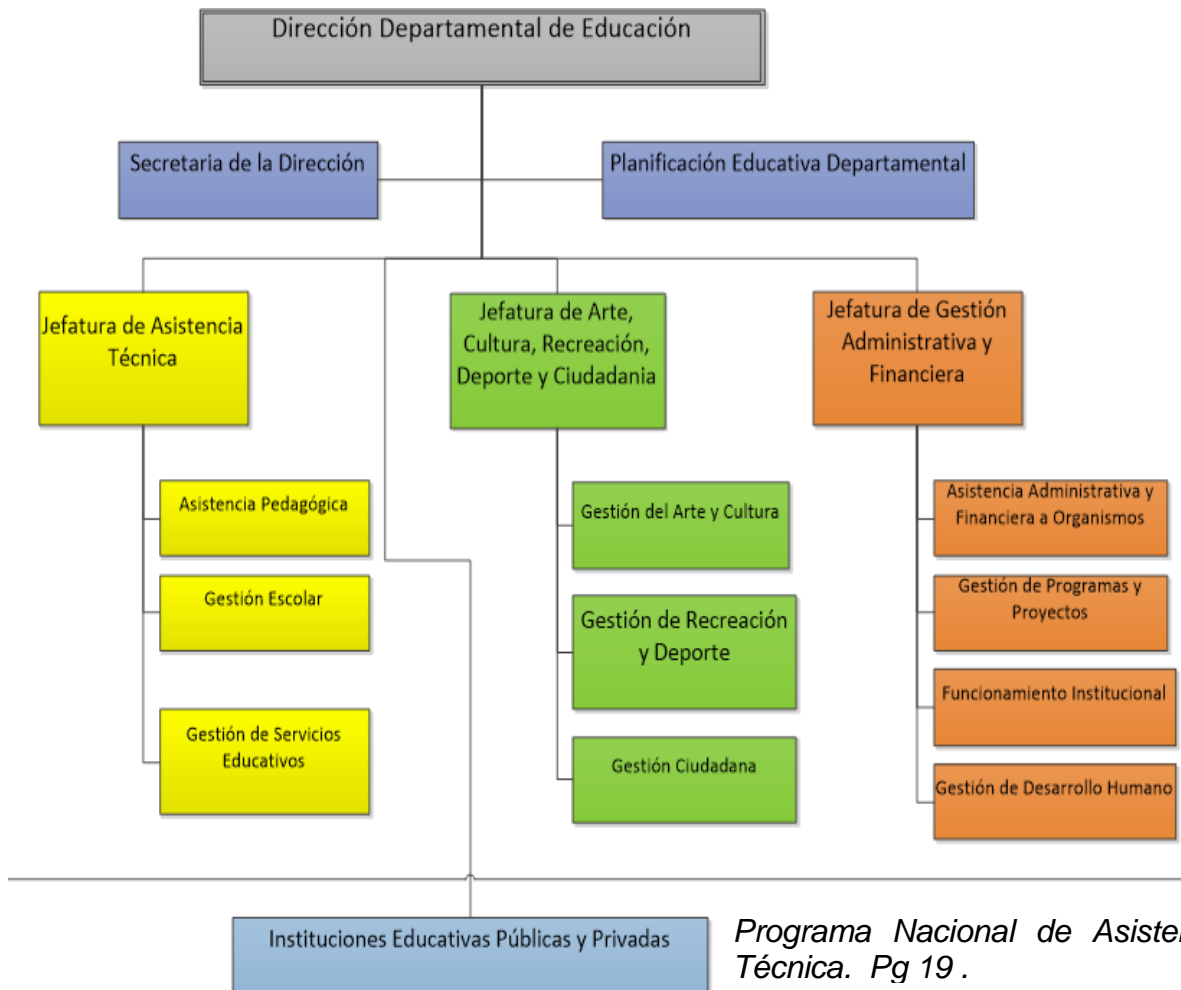 Dirección Departamental de Educación
Secretaria de la Dirección
Planificación Educativa Departamental
Jefatura de Asistencia
Técnica
Jefatura de Arte,
Cultura, Recreación,
Deporte y Ciudadania
Jefatura de Gestión
Administrativa y
Financiera
Asistencia Pedagógica
Gestión Escolar
Gestión de Servicios
Educativos
Gestión del Arte y Cultura
Gestión de Recreación
y Deporte
Gestión Ciudadana
Asistencia Administrativa y
Financiera a Organismos
Gestión de Programas y
Proyectos
Funcionamiento Institucional
Gestión de Desarrollo Humano
Instituciones Educativas Públicas y Privadas
Programa Nacional de
Técnica. Pg 19 .